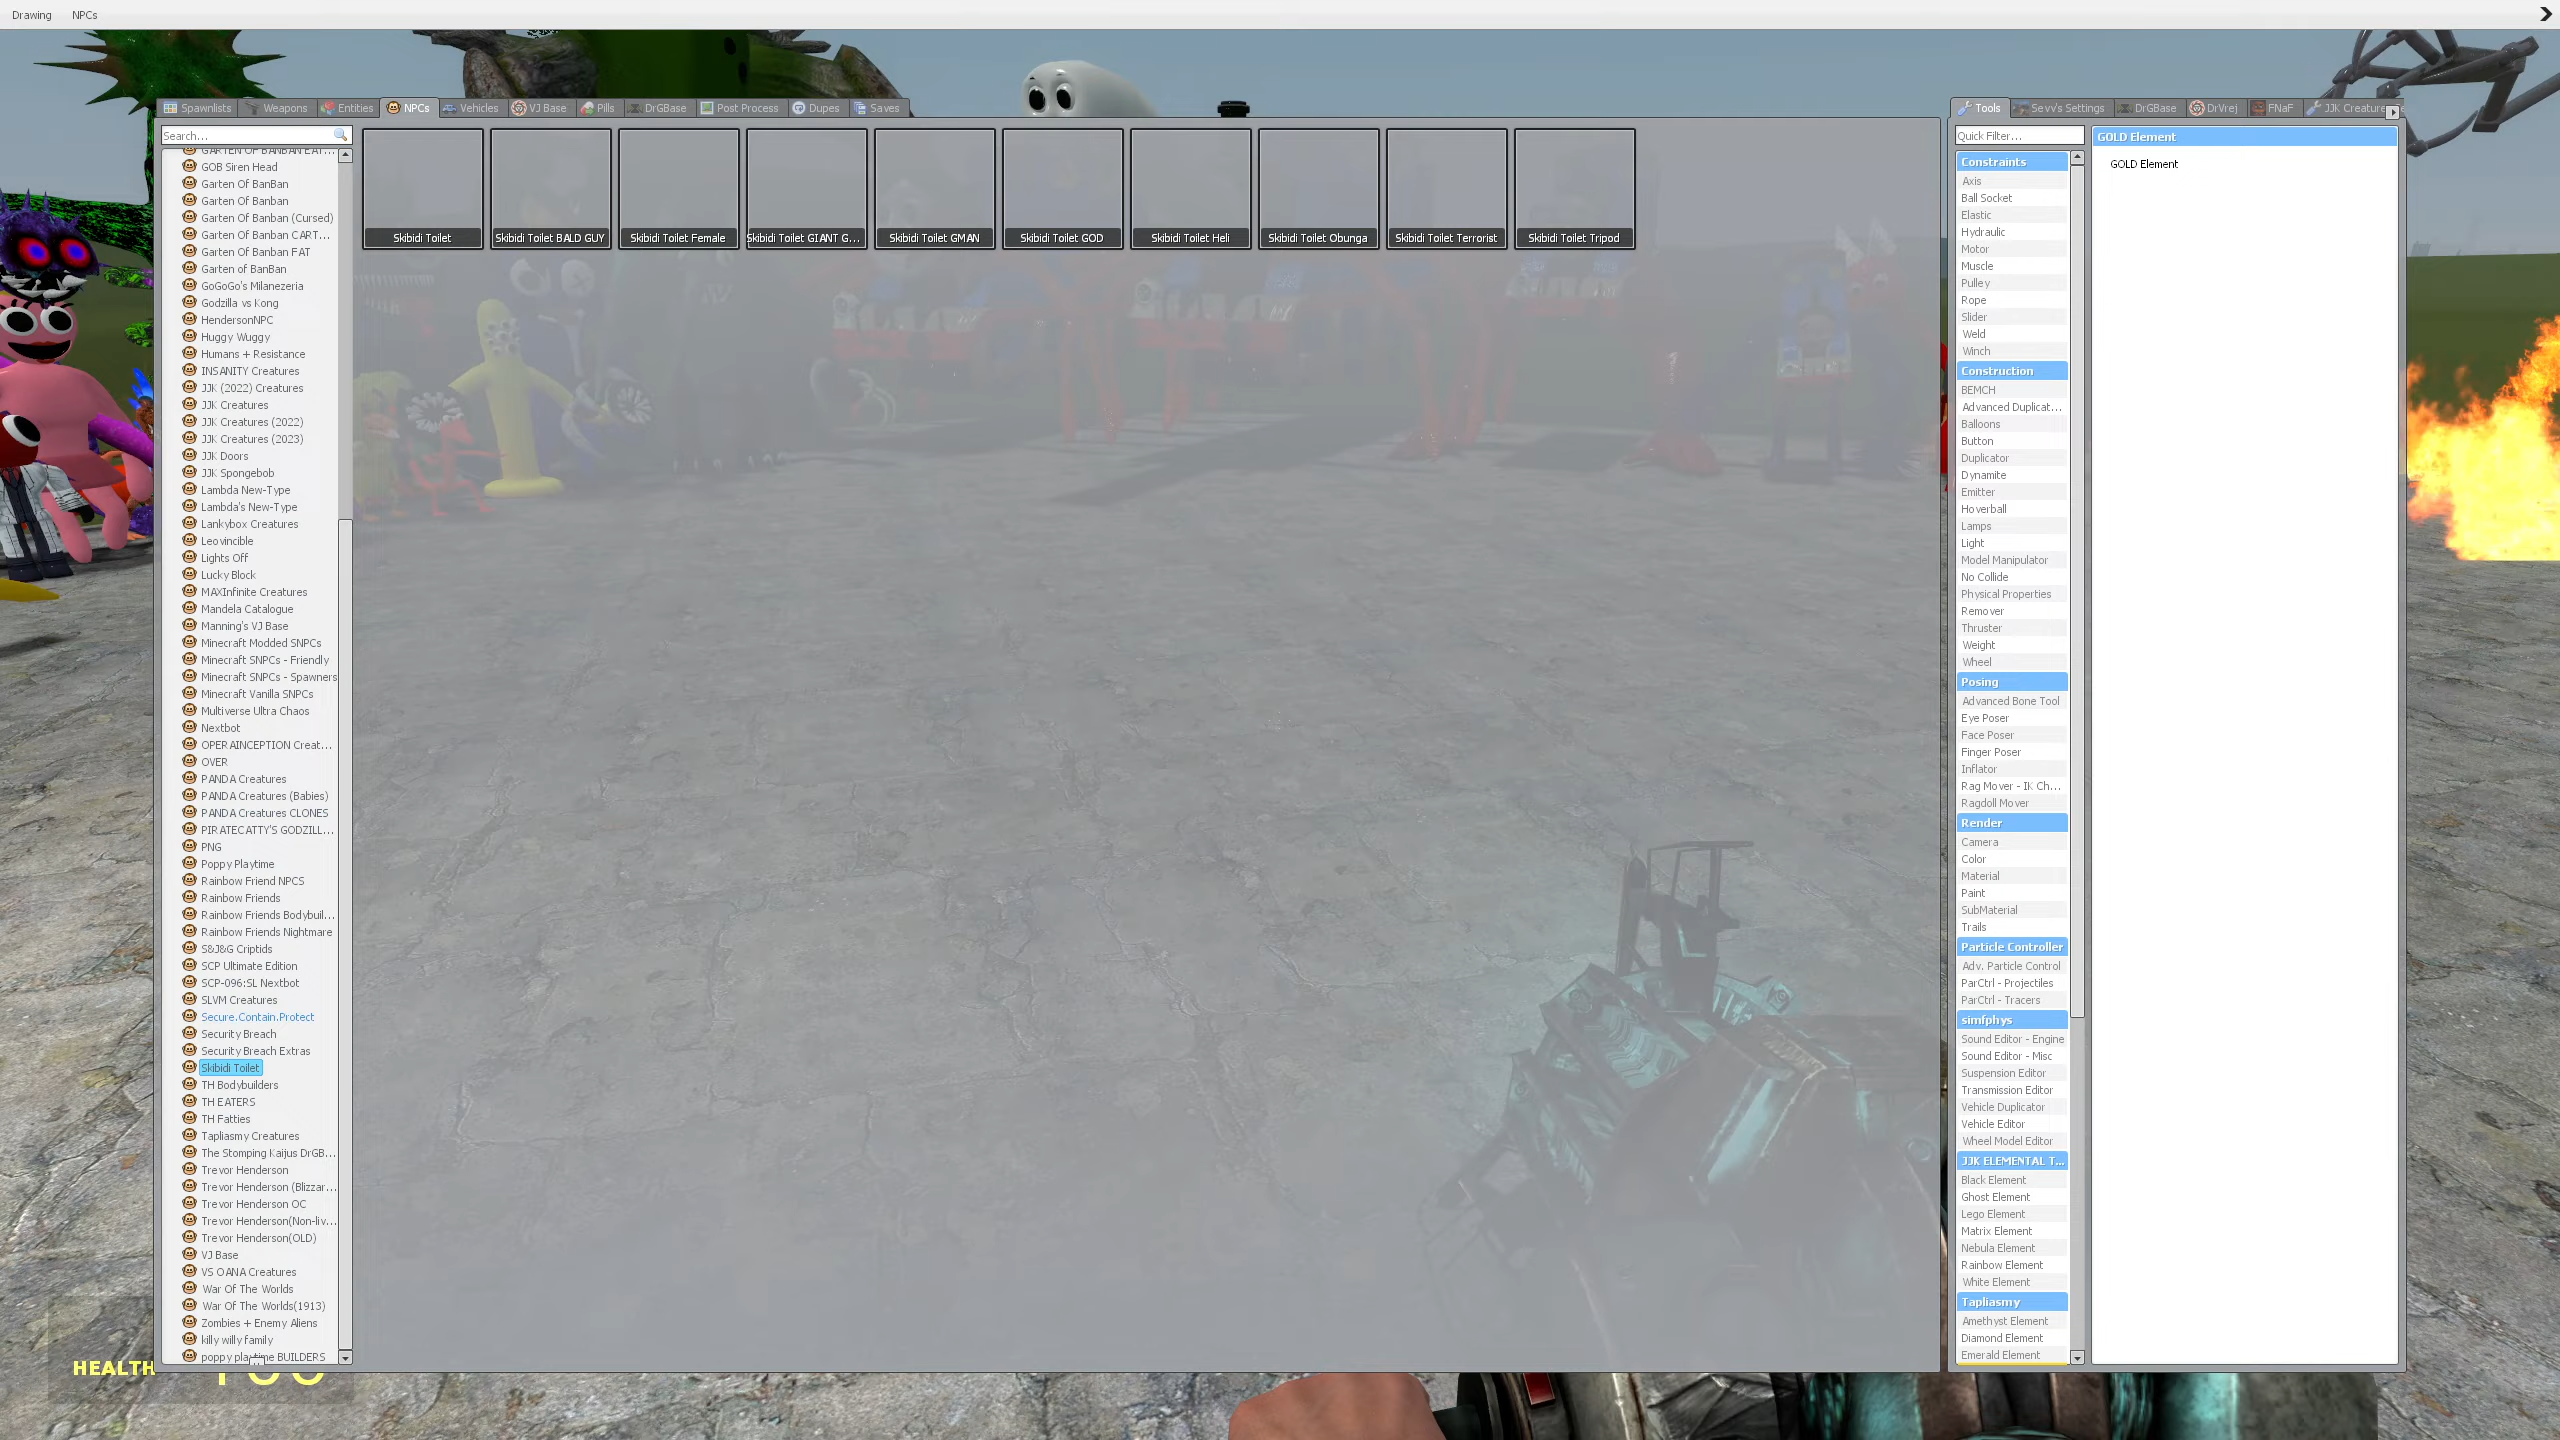 Drawing NPCs
Spawnlists Weapons Entities NPCs Vehicles VJ Base Pills DrGBase Post Process Dupes Saves
Search...
GARTEN OF BANBAN EAT...
GOB Siren Head
Garten Of BanBan
Garten Of Banban
Garten Of Banban (Cursed)
Garten Of Banban CART...
Garten Of Banban FAT
Garten of BanBan
GoGoGo's Milanezeria
Godzilla vs Kong
HendersonNPC
Huggy Wuggy
Humans + Resistance
INSANITY Creatures
JJK (2022) Creatures
JJK Creatures
JJK Creatures (2022)
JJK Creatures (2023)
JJK Doors
JJK Spongebob
Lambda New-Type
Lambda's New-Type
Lankybox Creatures
Leovincible
Lights Off
Lucky Block
MAXInfinite Creatures
Mandela Catalogue
Manning's VJ Base
Minecraft Modded SNPCs
Minecraft SNPCs - Friendly
Minecraft SNPCs - Spawners
Minecraft Vanilla SNPCs
Multiverse Ultra Chaos
Nextbot
OPERAINCEPTION Creat...
OVER
PANDA Creatures
PANDA Creatures (Babies)
PANDA Creatures CLONES
PIRATECATTY'S GODZILL...
PNG
Poppy Playtime
Rainbow Friend NPCS
Rainbow Friends
Rainbow Friends Bodybuil...
Rainbow Friends Nightmare
S&J&G Criptids
SCP Ultimate Edition
SCP-096:SL Nextbot
SLVM Creatures
Secure.Contain.Protect
Security Breach
Security Breach Extras
Skibidi Toilet
TH Bodybuilders
TH EATERS
TH Fatties
Tapliasmy Creatures
The Stomping Kaijus DrGB...
Trevor Henderson
Trevor Henderson (Blizzar...
Trevor Henderson OC
Trevor Henderson(Non-liv...
Trevor Henderson(OLD)
VJ Base
VS OANA Creatures
War Of The Worlds
War Of The Worlds(1913)
Zombies + Enemy Aliens
killy willy family
poppy playtime BUILDERS
Skibidi Toilet
Skibidi Toilet BALD GUY
Skibidi Toilet Female
Skibidi Toilet GIANT G...
Skibidi Toilet GMAN
Skibidi Toilet GOD
Skibidi Toilet Heli
Skibidi Toilet Obunga
Skibidi Toilet Terrorist
Skibidi Toilet Tripod
Tools Sevv's Settings DrGBase DrVrej FNaF JJK Creature
Quick Filter...
Constraints
Axis
Ball Socket
Elastic
Hydraulic
Motor
Muscle
Pulley
Rope
Slider
Weld
Winch
Construction
BEMCH
Advanced Duplicat...
Balloons
Button
Duplicator
Dynamite
Emitter
Hoverball
Lamps
Light
Model Manipulator
No Collide
Physical Properties
Remover
Thruster
Weight
Wheel
Posing
Advanced Bone Tool
Eye Poser
Face Poser
Finger Poser
Inflator
Rag Mover - IK Ch...
Ragdoll Mover
Render
Camera
Color
Material
Paint
SubMaterial
Trails
Particle Controller
Adv. Particle Control
ParCtrl - Projectiles
ParCtrl - Tracers
simfphys
Sound Editor - Engine
Sound Editor - Misc
Suspension Editor
Transmission Editor
Vehicle Duplicator
Vehicle Editor
Wheel Model Editor
JJK ELEMENTAL T...
Black Element
Ghost Element
Lego Element
Matrix Element
Nebula Element
Rainbow Element
White Element
Tapliasmy
Amethyst Element
Diamond Element
Emerald Element
GOLD Element
GOLD Element
HEALTH 100